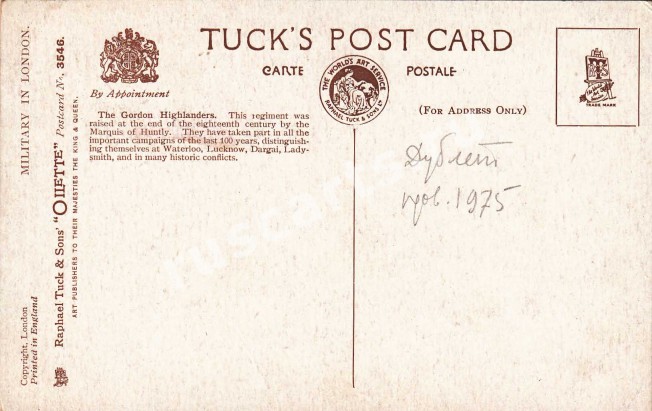 TUCK'S POST CARD
CARTE POSTALE
THE WORLD'S ART SERVICE
RAPHAEL TUCK & SONS LD
By Appointment
(FOR ADDRESS ONLY)
TRADE MARK
The Gordon Highlanders. This regiment was
raised at the end of the eighteenth century by the
Marquis of Huntly. They have taken part in all the
important campaigns of the last 100 years, distinguish-
ing themselves at Waterloo, Lucknow, Dargai, Lady-
smith, and in many historic conflicts.
Дублет
пров. 1975
MILITARY IN LONDON.
Copyright, London
Printed in England
Raphael Tuck & Sons' "OILETTE" Postcard No. 3546.
ART PUBLISHERS TO THEIR MAJESTIES THE KING & QUEEN.